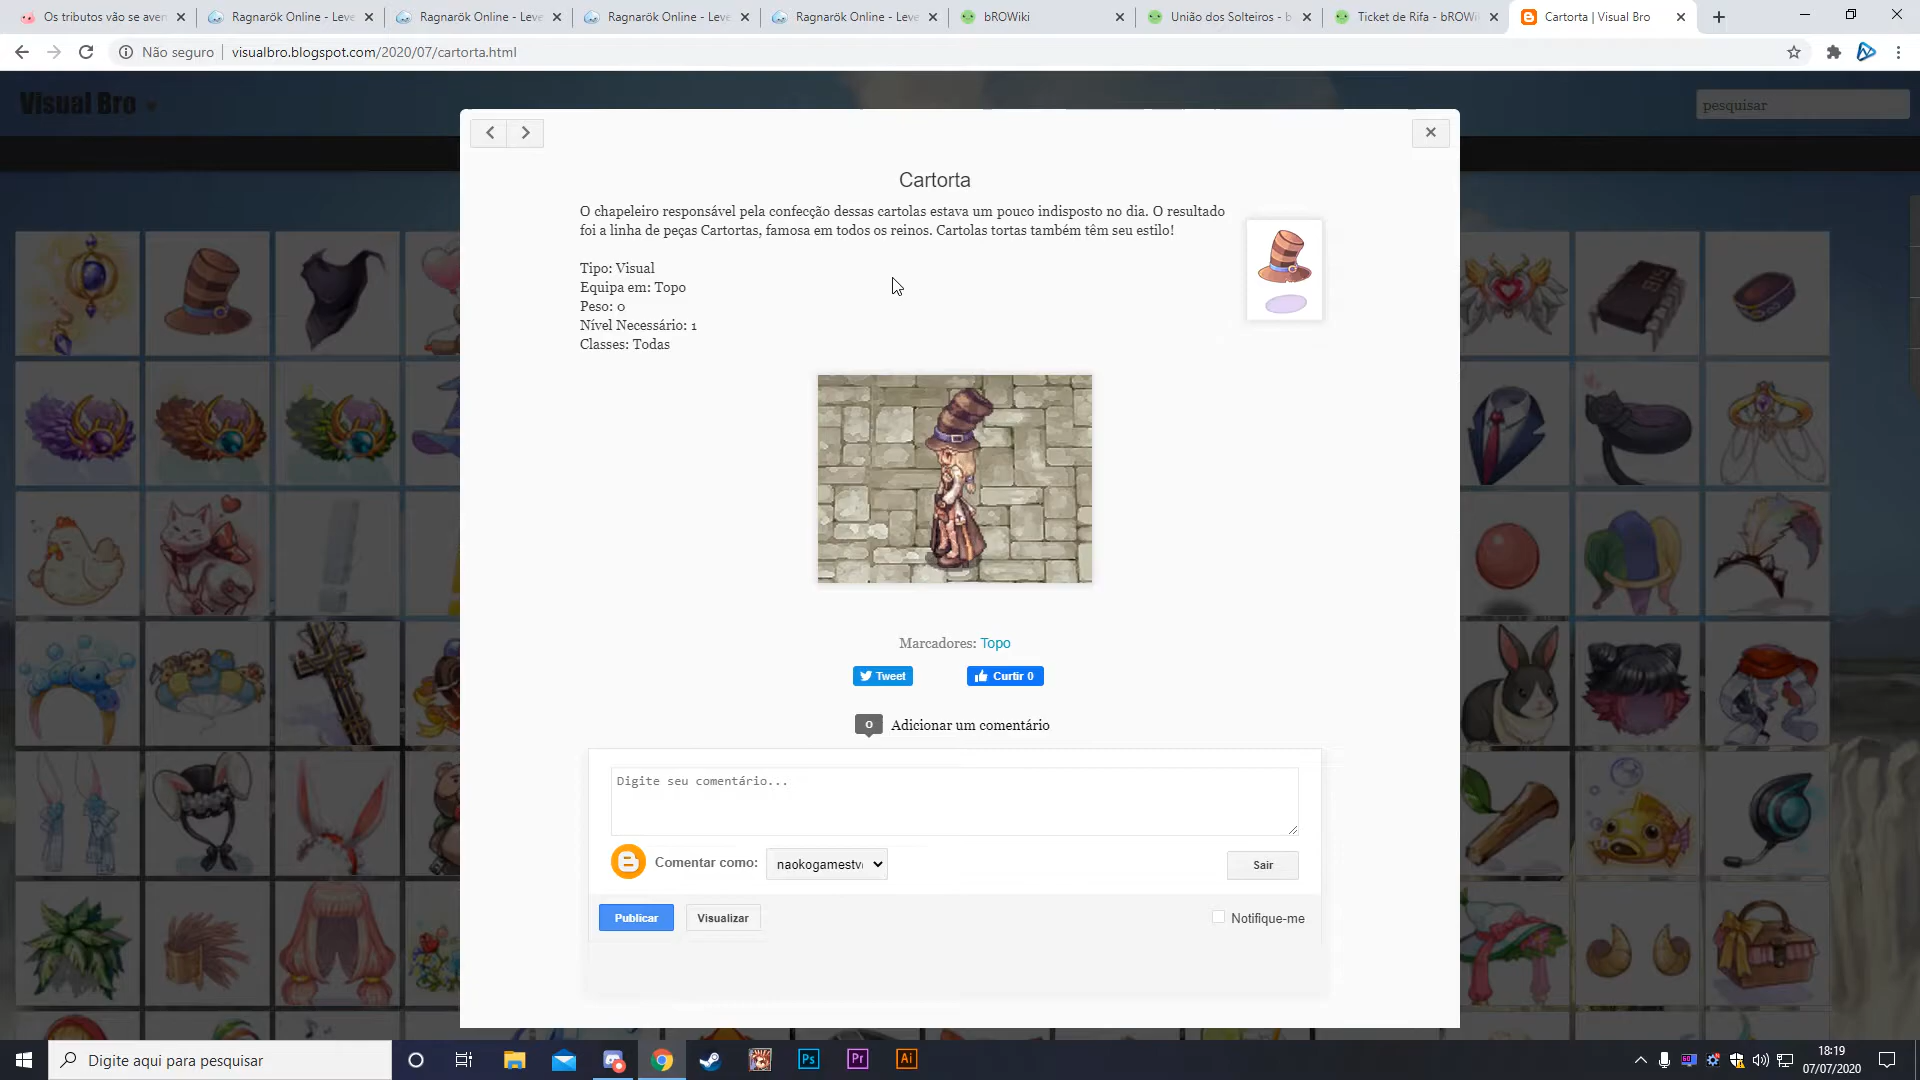 Os tributos vão se aven
Ragnarök Online - Leve
Ragnarök Online - Leve
Ragnarök Online - Leve
Ragnarök Online - Leve
bROWiki
União dos Solteiros - b
Ticket de Rifa - bROWi
Cartorta | Visual Bro
Não seguro
visualbro.blogspot.com/2020/07/cartorta.html
Visual Bro
pesquisar
Cartorta
O chapeleiro responsável pela confecção dessas cartolas estava um pouco indisposto no dia. O resultado
foi a linha de peças Cartortas, famosa em todos os reinos. Cartolas tortas também têm seu estilo!
Tipo: Visual
Equipa em: Topo
Peso: 0
Nível Necessário: 1
Classes: Todas
Marcadores: Topo
Tweet
Curtir 0
0
Adicionar um comentário
Digite seu comentário...
Comentar como:
naokogamestv
Sair
Publicar
Visualizar
Notifique-me
Digite aqui para pesquisar
Ps
Pr
Ai
60
18:19
07/07/2020